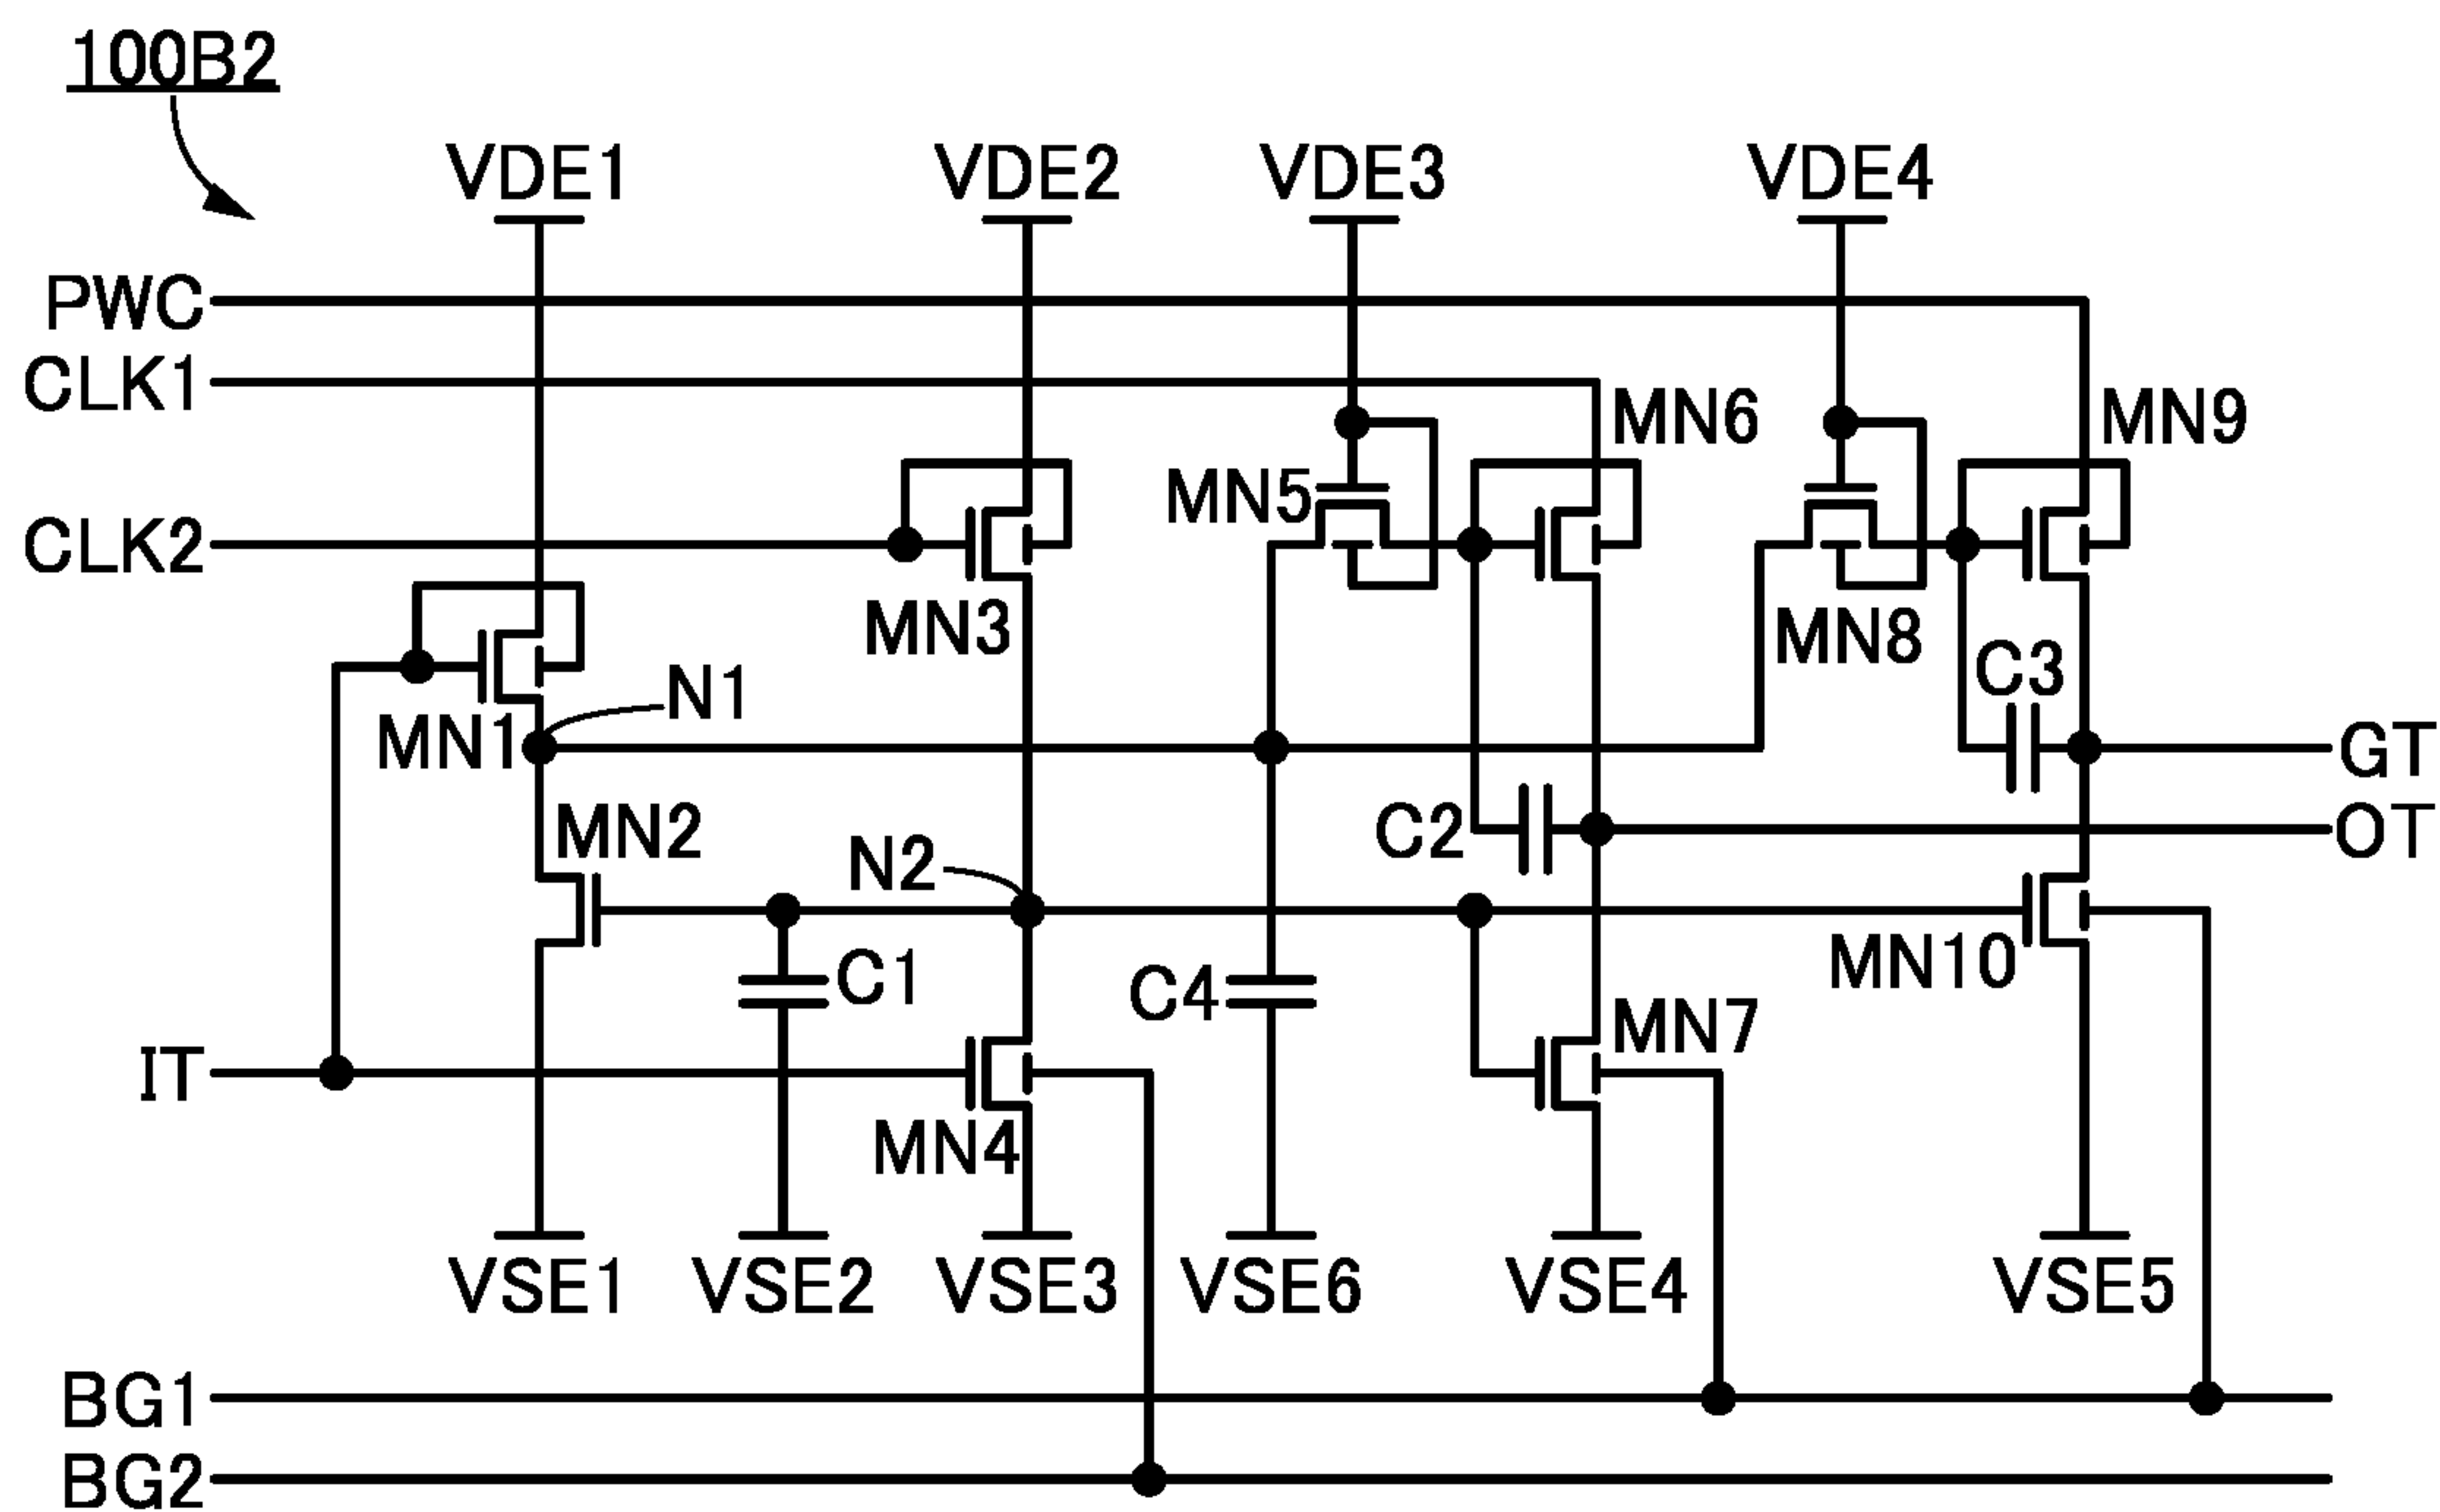 100B2
VDE1 VDE2 VDE3 VDE4
PWC
CLK1
MN6 MN9
MN5
CLK2
MN3 MN8
C3
N1
MN1
GT
MN2 C2 OT
N2
C1 C4 MN10
MN7
IT
MN4
VSE1 VSE2 VSE3 VSE6 VSE4 VSE5
BG1
BG2